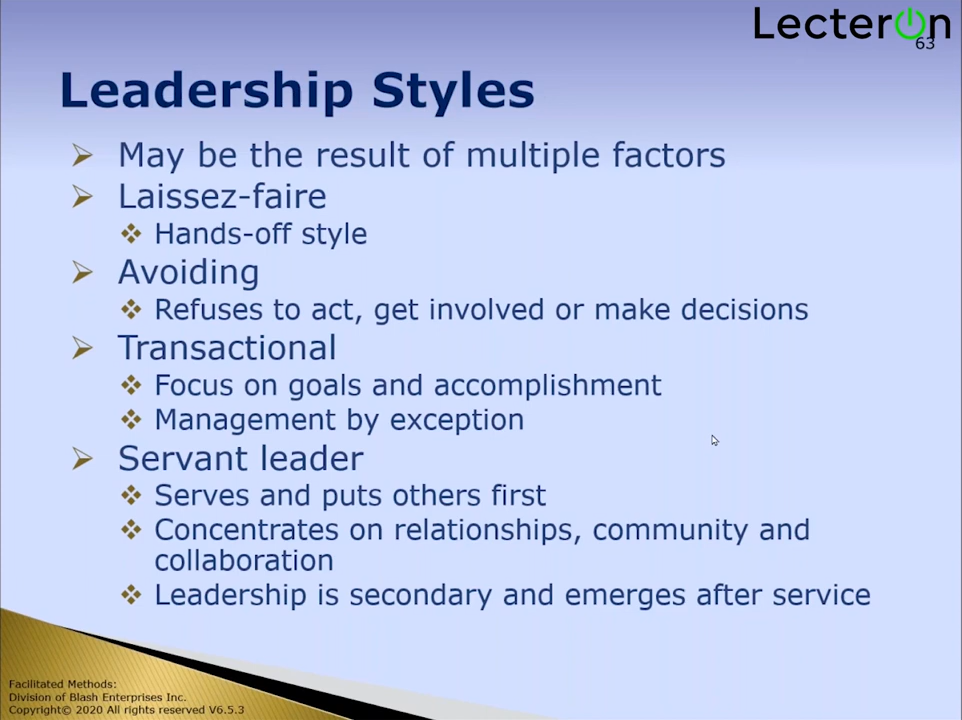 LecterOn
63
Leadership Styles
May be the result of multiple factors
Laissez-faire
Hands-off style
Avoiding
Refuses to act, get involved or make decisions
Transactional
Focus on goals and accomplishment
Management by exception
Servant leader
Serves and puts others first
Concentrates on relationships, community and
collaboration
Leadership is secondary and emerges after service
Facilitated Methods:
Division of Blash Enterprises Inc.
Copyright© 2020 All rights reserved V6.5.3